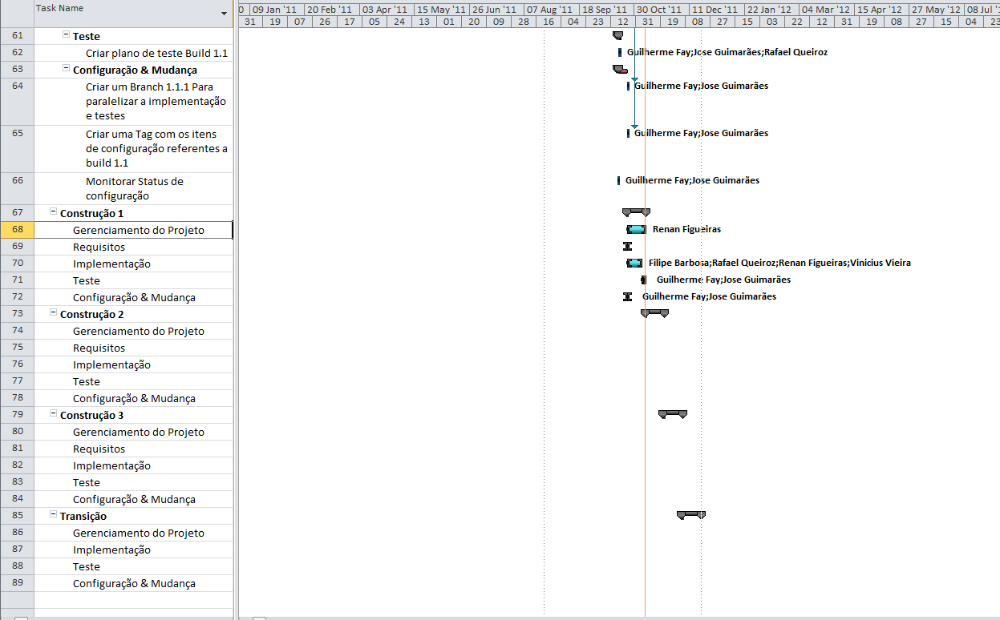 Task Name
0 09 Jan '11 20 Feb '11 03 Apr '11 15 May '11 26 Jun '11 07 Aug '11 18 Sep '11 30 Oct '11 11 Dec '11 22 Jan '12 04 Mar '12 15 Apr '12 27 May '12 08 Jul '
31 19 07 26 17 05 24 13 01 20 09 28 16 04 23 12 31 19 08 27 15 03 22 12 31 19 08 27 15 04 23
61 Teste
62 Criar plano de teste Build 1.1 Guilherme Fay;Jose Guimarães;Rafael Queiroz
63 Configuração & Mudança
64 Criar um Branch 1.1.1 Para Guilherme Fay;Jose Guimarães
paralelizar a implementação
e testes
65 Criar uma Tag com os itens Guilherme Fay;Jose Guimarães
de configuração referentes a
build 1.1
66 Monitorar Status de Guilherme Fay;Jose Guimarães
configuração
67 Construção 1
68 Gerenciamento do Projeto Renan Figueiras
69 Requisitos
70 Implementação Filipe Barbosa;Rafael Queiroz;Renan Figueiras;Vinicius Vieira
71 Teste Guilherme Fay;Jose Guimarães
72 Configuração & Mudança Guilherme Fay;Jose Guimarães
73 Construção 2
74 Gerenciamento do Projeto
75 Requisitos
76 Implementação
77 Teste
78 Configuração & Mudança
79 Construção 3
80 Gerenciamento do Projeto
81 Requisitos
82 Implementação
83 Teste
84 Configuração & Mudança
85 Transição
86 Gerenciamento do Projeto
87 Implementação
88 Teste
89 Configuração & Mudança